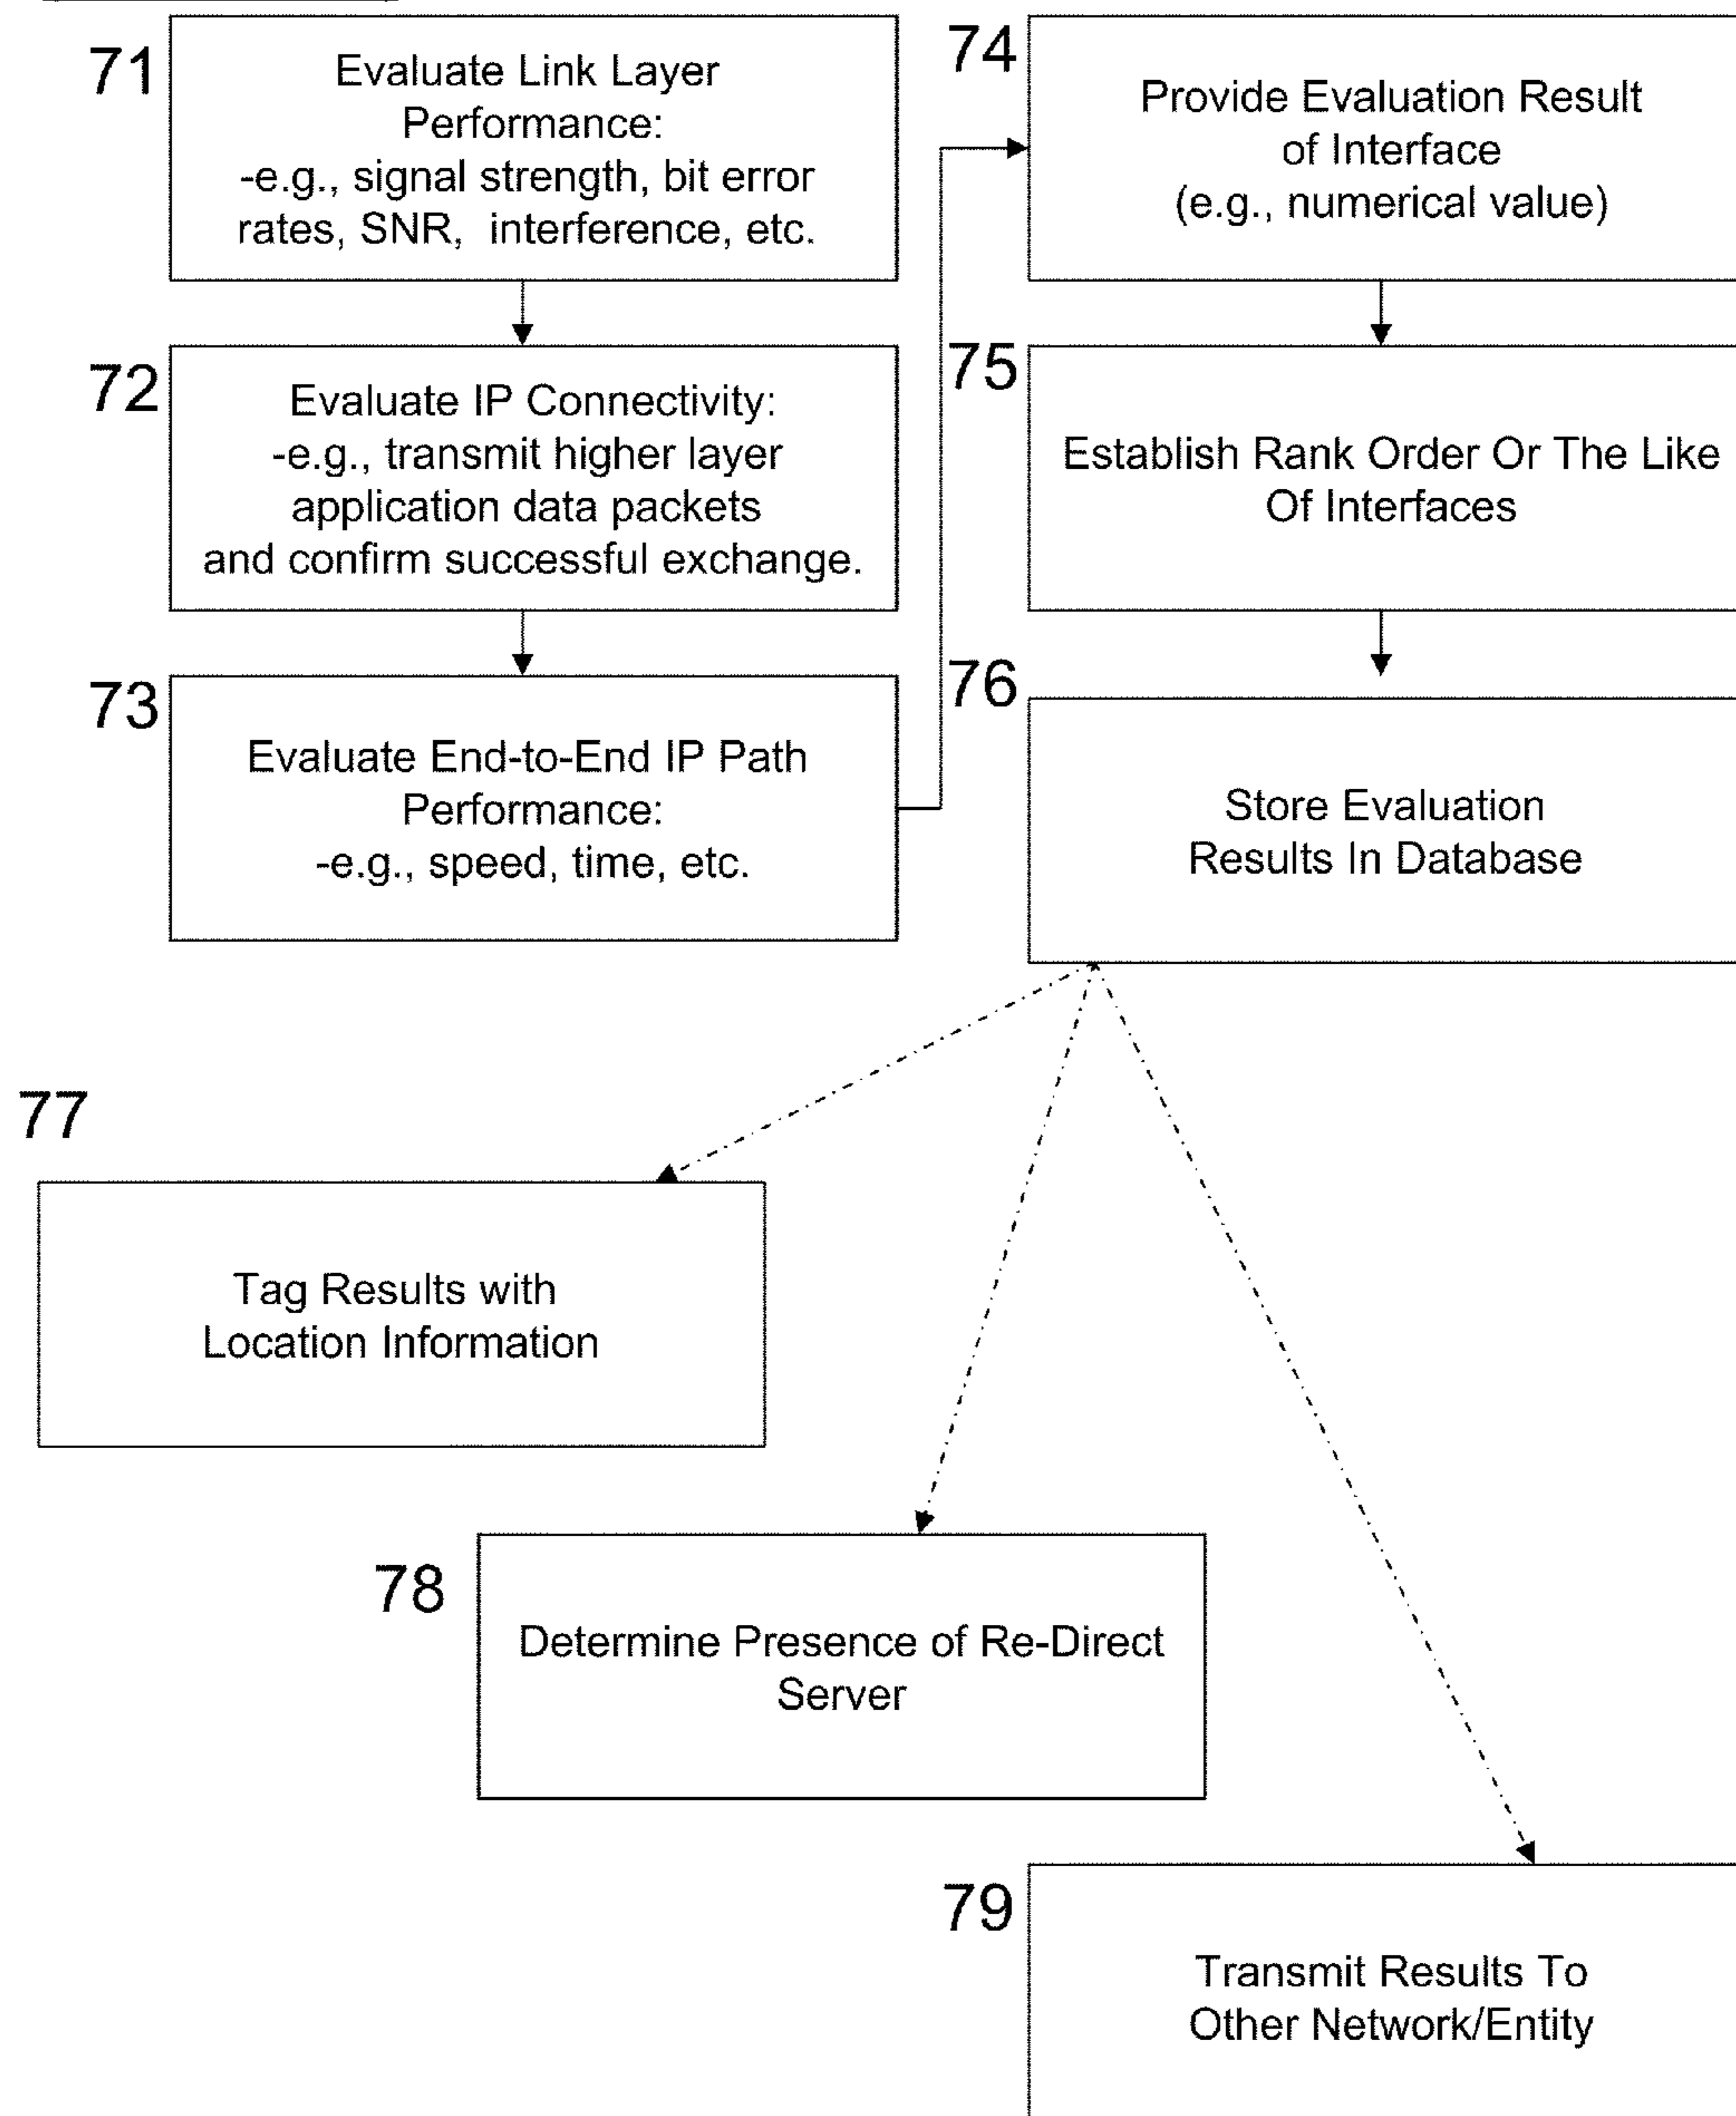 71
Evaluate Link Layer
Performance:
-e.g., signal strength, bit error
rates, SNR, interference, etc.
72
Evaluate IP Connectivity:
-e.g., transmit higher layer
application data packets
and confirm successful exchange.
73
Evaluate End-to-End IP Path
Performance:
-e.g., speed, time, etc.
74
Provide Evaluation Result
of Interface
(e.g., numerical value)
75
Establish Rank Order Or The Like
Of Interfaces
76
Store Evaluation
Results In Database
77
Tag Results with
Location Information
78
Determine Presence of Re-Direct
Server
79
Transmit Results To
Other Network/Entity